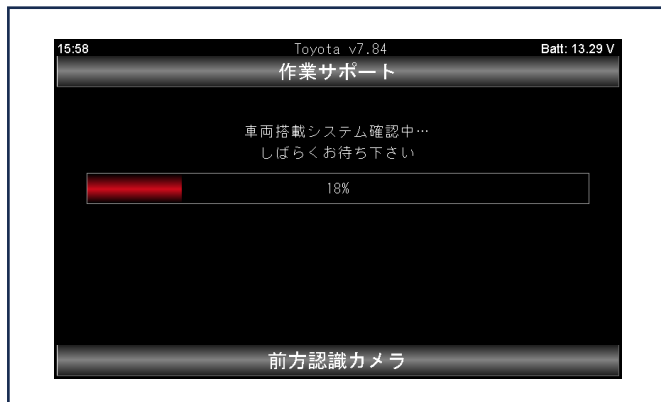 15:58 Toyota v7.84 Batt: 13.29 V
作業サポート
車両搭載システム確認中…
しばらくお待ち下さい
18%
前方認識カメラ